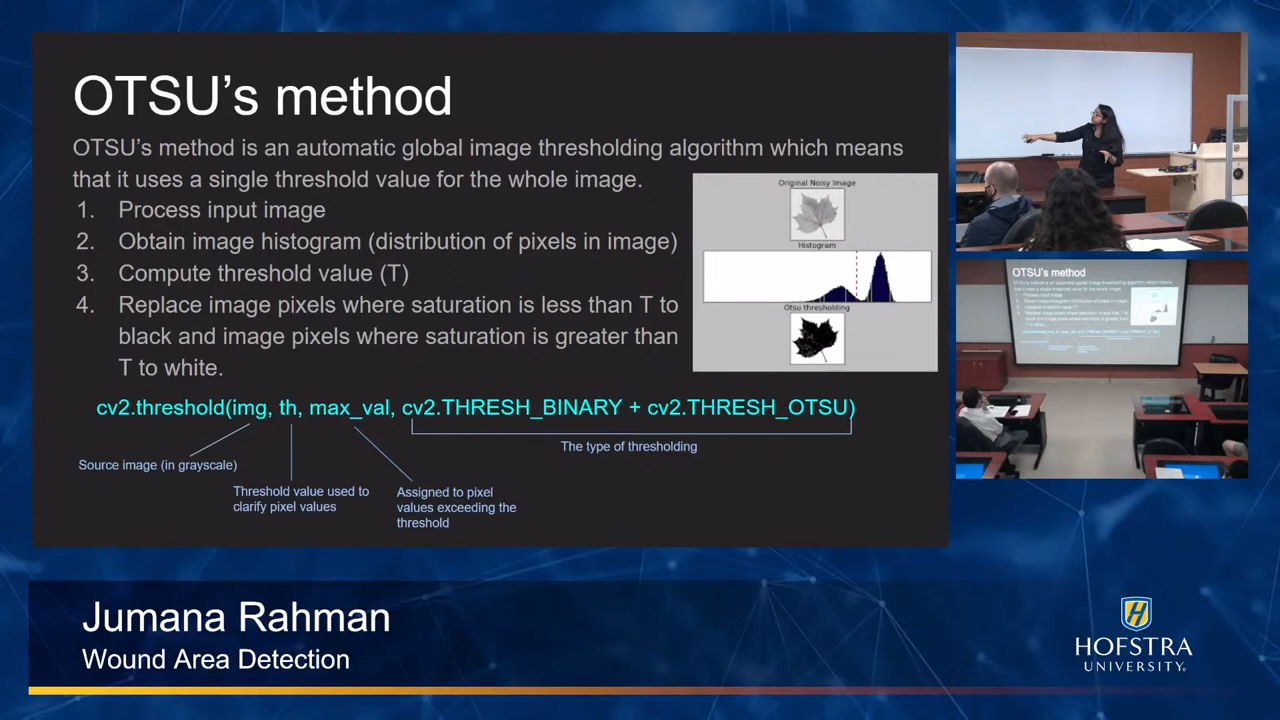 OTSU's method
OTSU's method is an automatic global image thresholding algorithm which means
that it uses a single threshold value for the whole image.
1. Process input image
2. Obtain image histogram (distribution of pixels in image)
3. Compute threshold value (T)
4. Replace image pixels where saturation is less than T to
black and image pixels where saturation is greater than
T to white.
Original Noisy Image
Histogram
Otsu thresholding
cv2.threshold(img, th, max_val, cv2.THRESH_BINARY + cv2.THRESH_OTSU)
The type of thresholding
Source image (in grayscale)
Threshold value used to
clarify pixel values
Assigned to pixel
values exceeding the
threshold
OTSU's method
Jumana Rahman
Wound Area Detection
H
HOFSTRA
UNIVERSITY